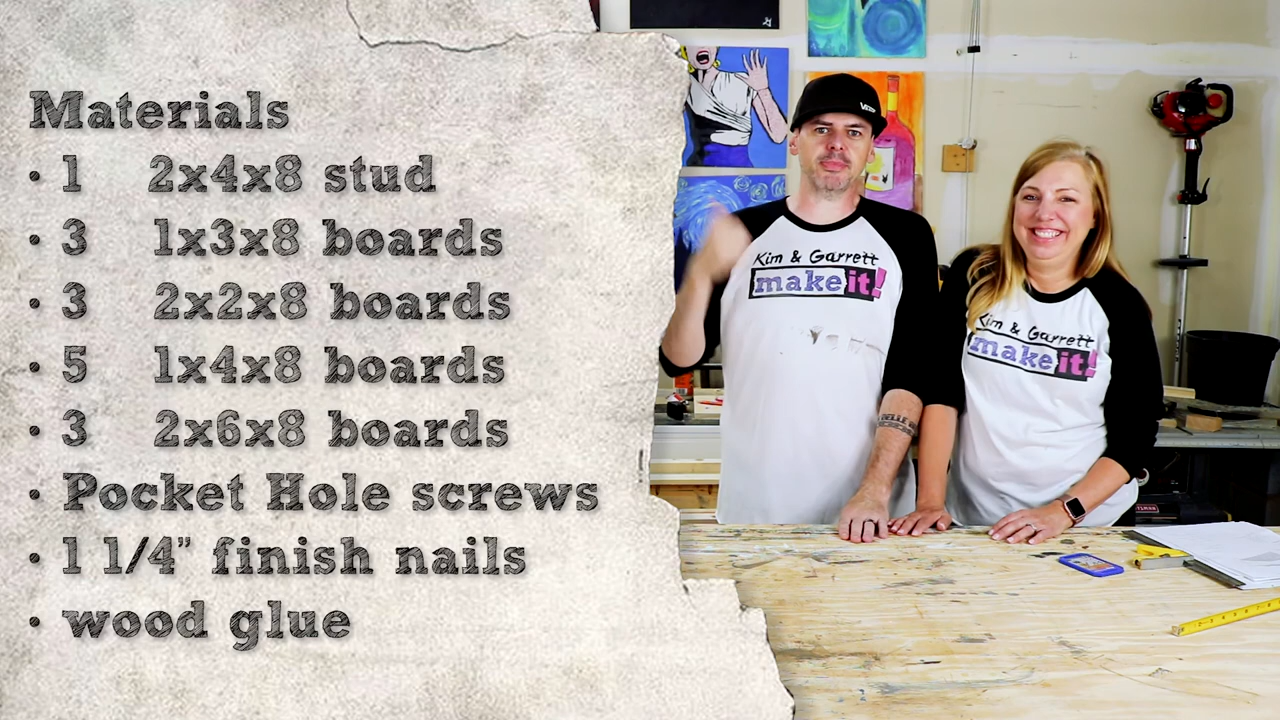 Materials
• 1 2x4x8 stud
• 3 1x3x8 boards
• 3 2x2x8 boards
• 5 1x4x8 boards
• 3 2x6x8 boards
• Pocket Hole screws
• 1 1/4” finish nails
• wood glue
Kim & Garrett
make it!
Kim & Garrett
make it!